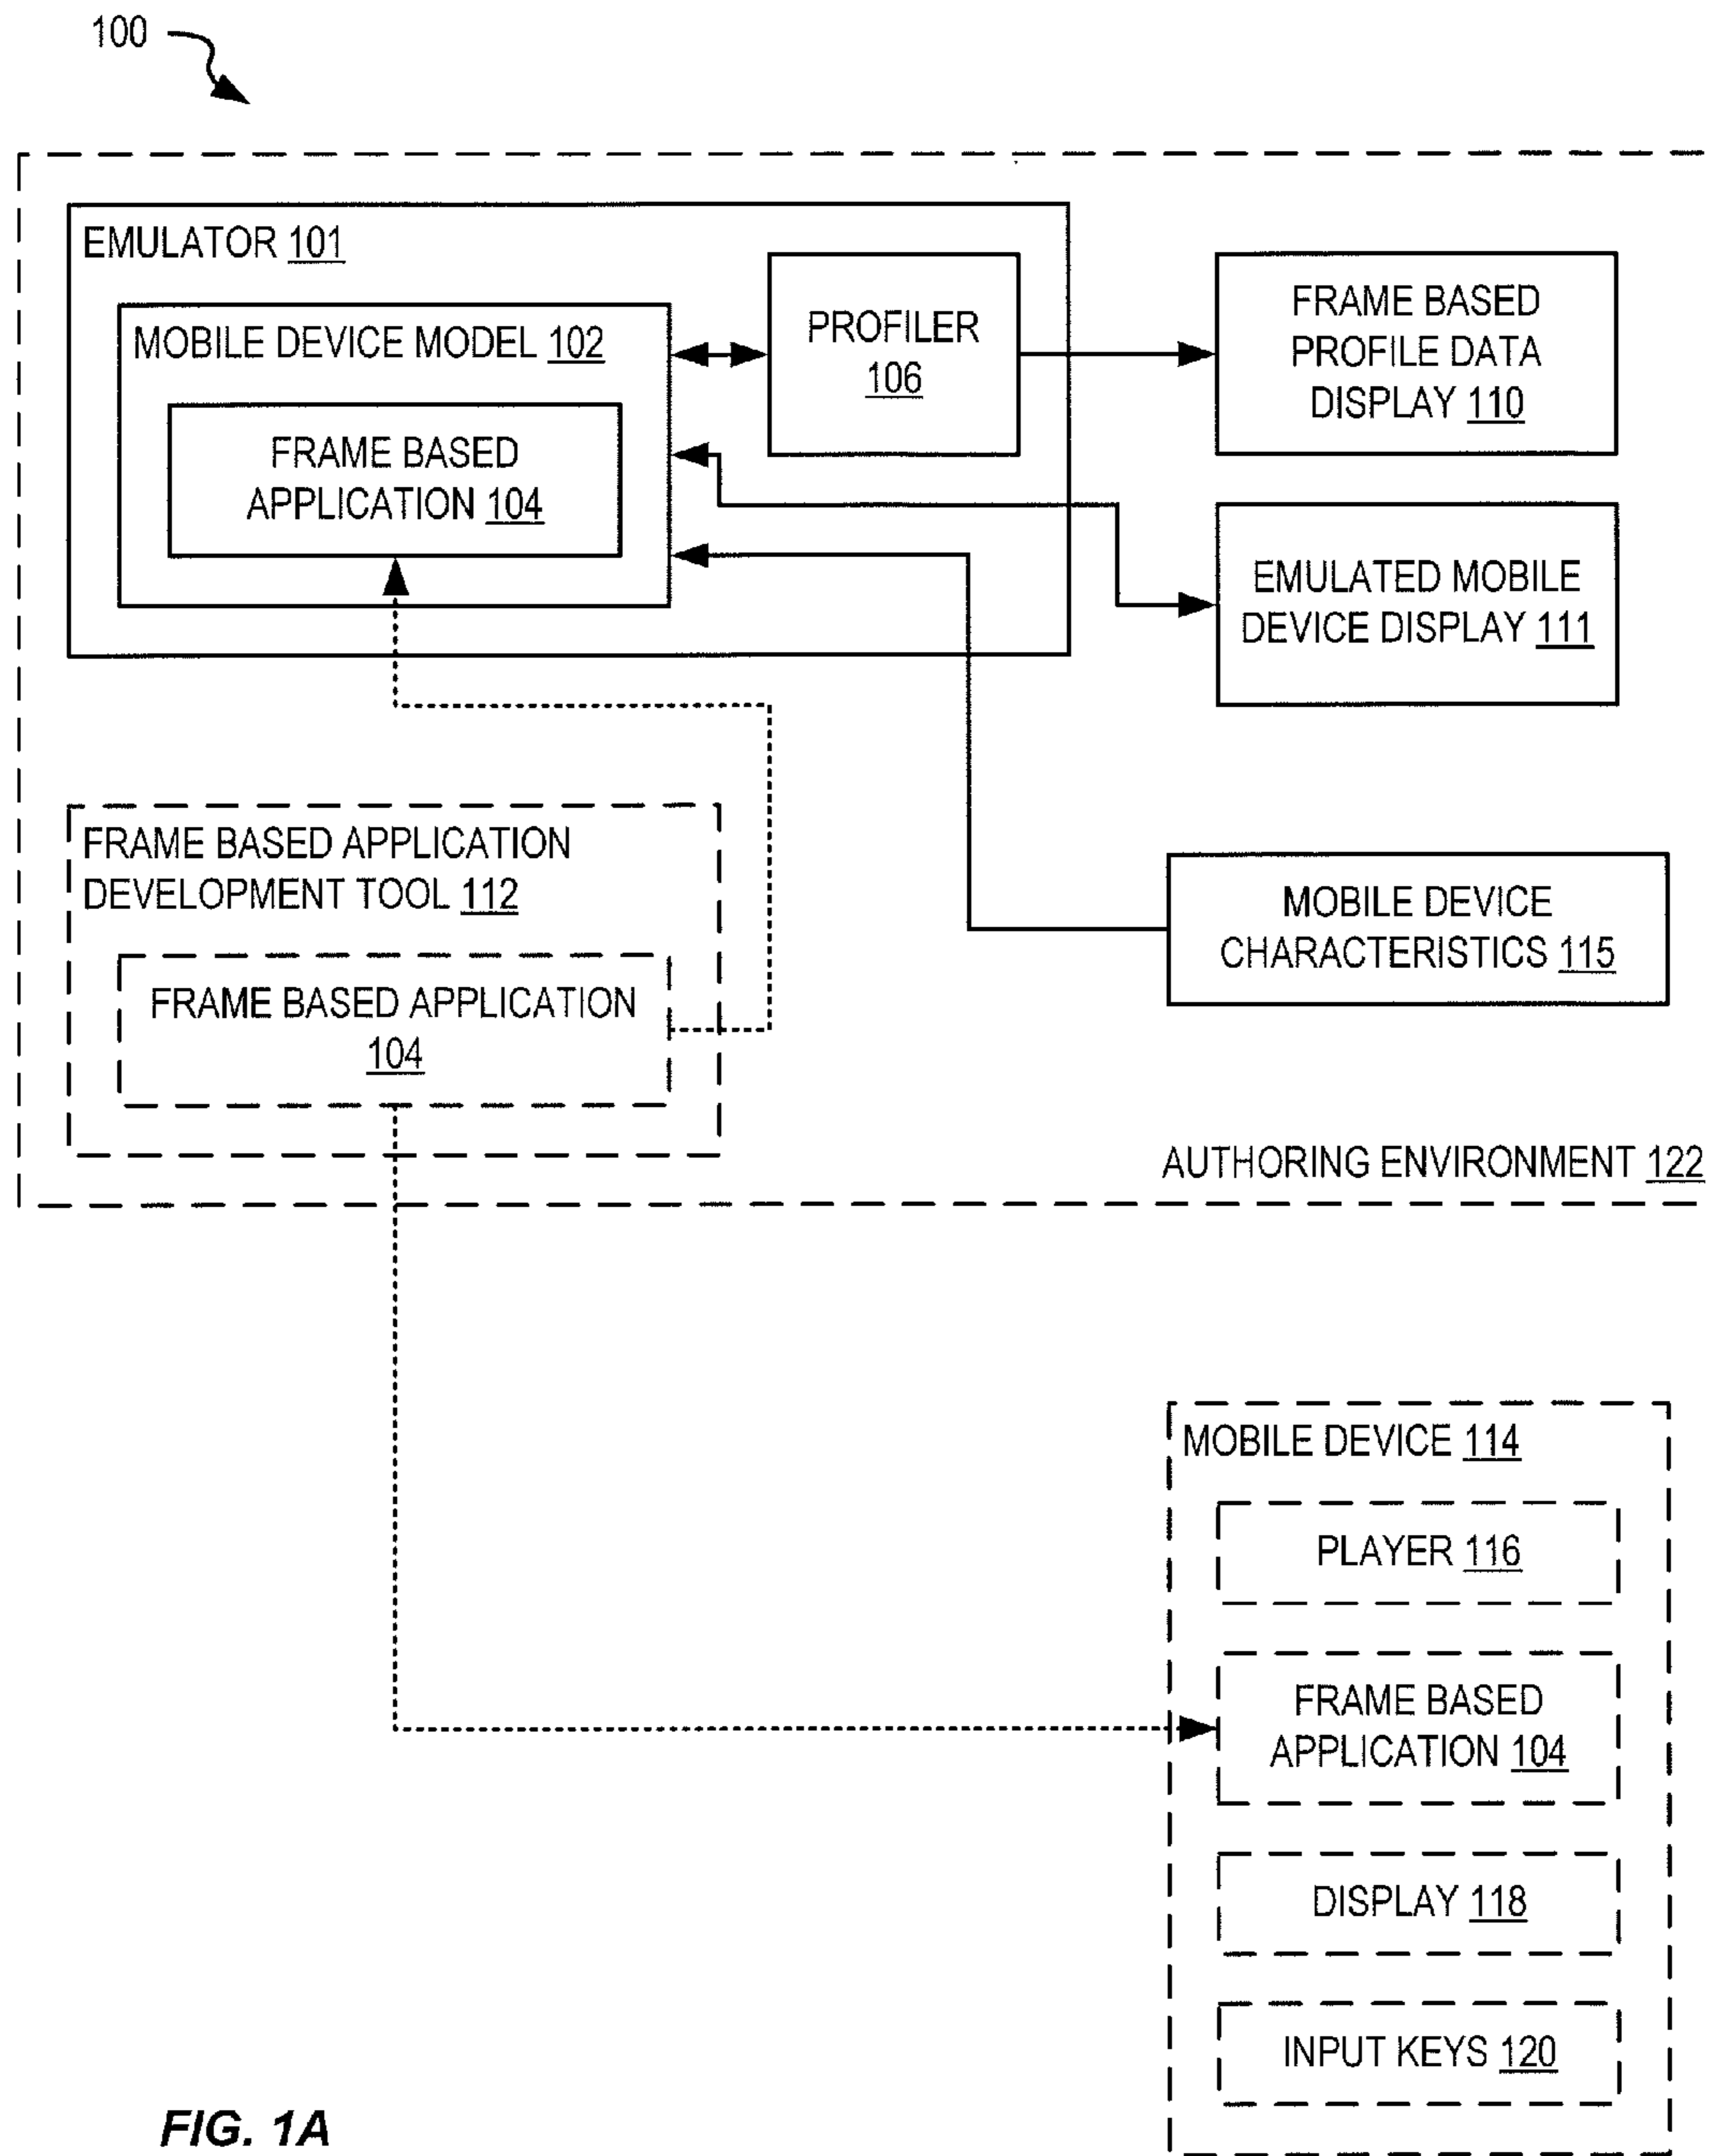 100
EMULATOR 101
MOBILE DEVICE MODEL 102
FRAME BASED
APPLICATION 104
PROFILER
106
FRAME BASED
PROFILE DATA
DISPLAY 110
EMULATED MOBILE
DEVICE DISPLAY 111
FRAME BASED APPLICATION
DEVELOPMENT TOOL 112
FRAME BASED APPLICATION
104
MOBILE DEVICE
CHARACTERISTICS 115
AUTHORING ENVIRONMENT 122
MOBILE DEVICE 114
PLAYER 116
FRAME BASED
APPLICATION 104
DISPLAY 118
INPUT KEYS 120
FIG. 1A